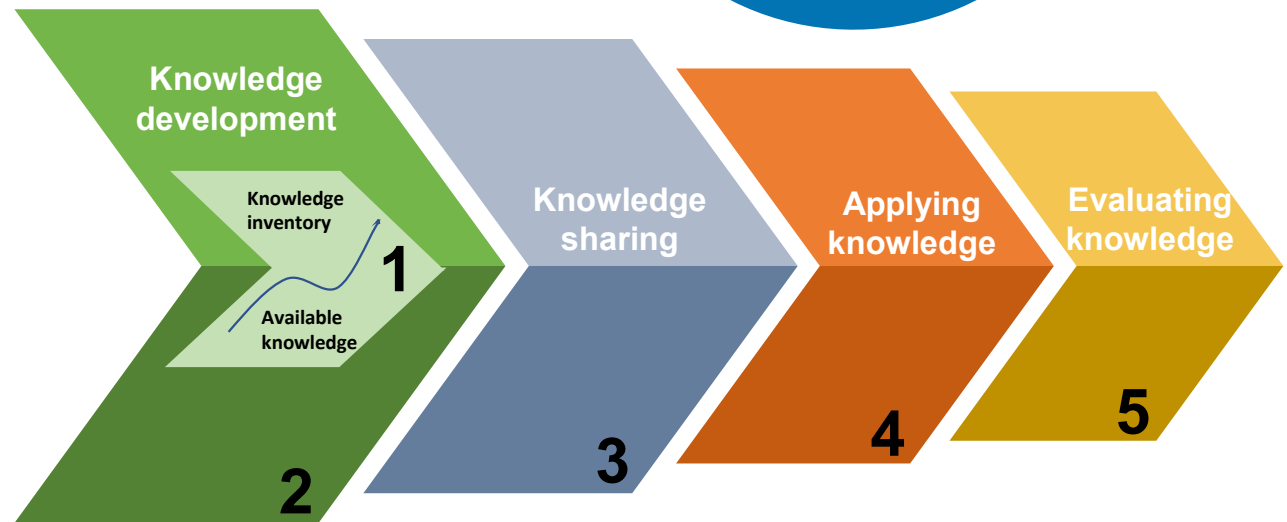 Knowledge
development
Knowledge
inventory
1
Available
knowledge
2
Knowledge
sharing
3
Applying
knowledge
4
Evaluating
knowledge
5